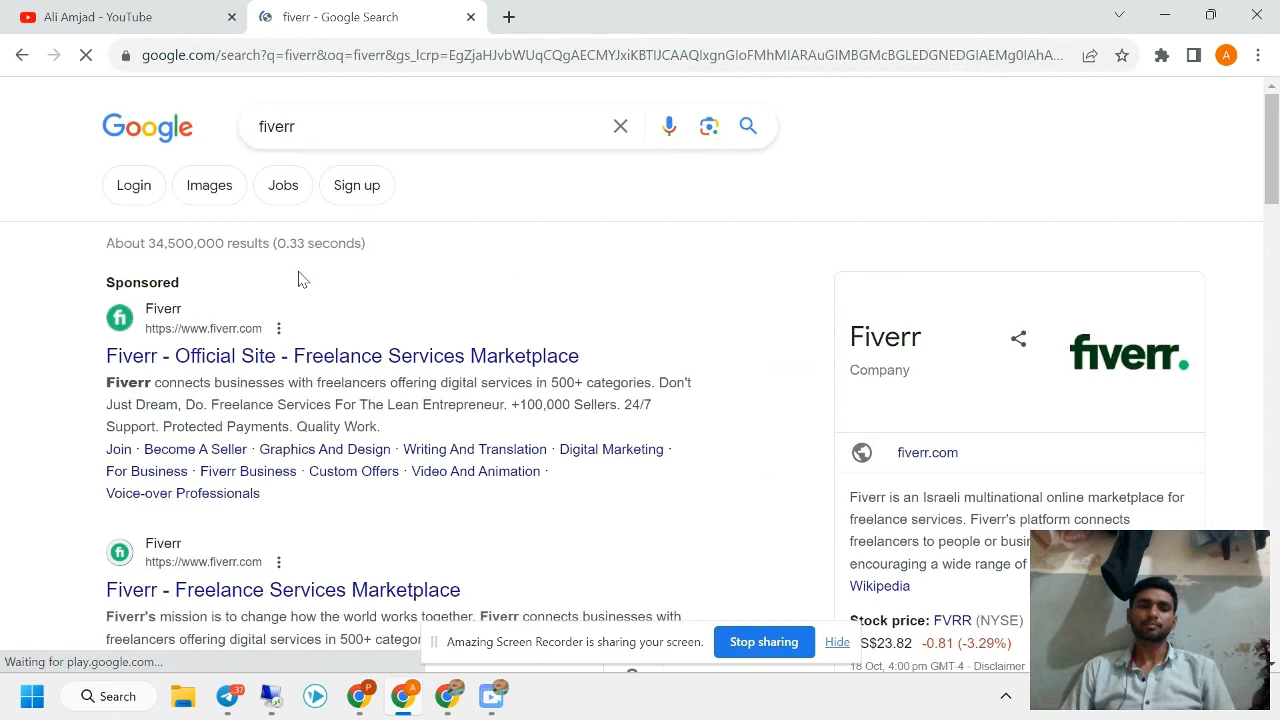 Ali Amjad - YouTube
fiverr - Google Search
google.com/search?q=fiverr&oq=fiverr&gs_lcrp=EgZjaHJvbWUqCQgAECMYJxiKBTIJCAAQIxgnGIoFMhMIARAuGIMBGMcBGLEDGNEDGIAEMg0IAhA...
A
Google
fiverr
Login
Images
Jobs
Sign up
About 34,500,000 results (0.33 seconds)
Sponsored
fi
Fiverr
https://www.fiverr.com
Fiverr - Official Site - Freelance Services Marketplace
Fiverr connects businesses with freelancers offering digital services in 500+ categories. Don't
Just Dream, Do. Freelance Services For The Lean Entrepreneur. +100,000 Sellers. 24/7
Support. Protected Payments. Quality Work.
Join · Become A Seller · Graphics And Design · Writing And Translation · Digital Marketing ·
For Business · Fiverr Business · Custom Offers · Video And Animation ·
Voice-over Professionals
fi
Fiverr
https://www.fiverr.com
Fiverr - Freelance Services Marketplace
Fiverr's mission is to change how the world works together. Fiverr connects businesses with
freelancers offering digital services in 500+ categor
Fiverr
Company
fiverr.
fiverr.com
Fiverr is an Israeli multinational online marketplace for
freelance services. Fiverr's platform connects
freelancers to people or busi
encouraging a wide range of
Wikipedia
Stock price: FVRR (NYSE)
S$23.82 -0.81 (-3.29%)
18 Oct, 4:00 pm GMT-4 - Disclaimer
Amazing Screen Recorder is sharing your screen.
Stop sharing
Hide
Waiting for play.google.com...
Search
37
P
A